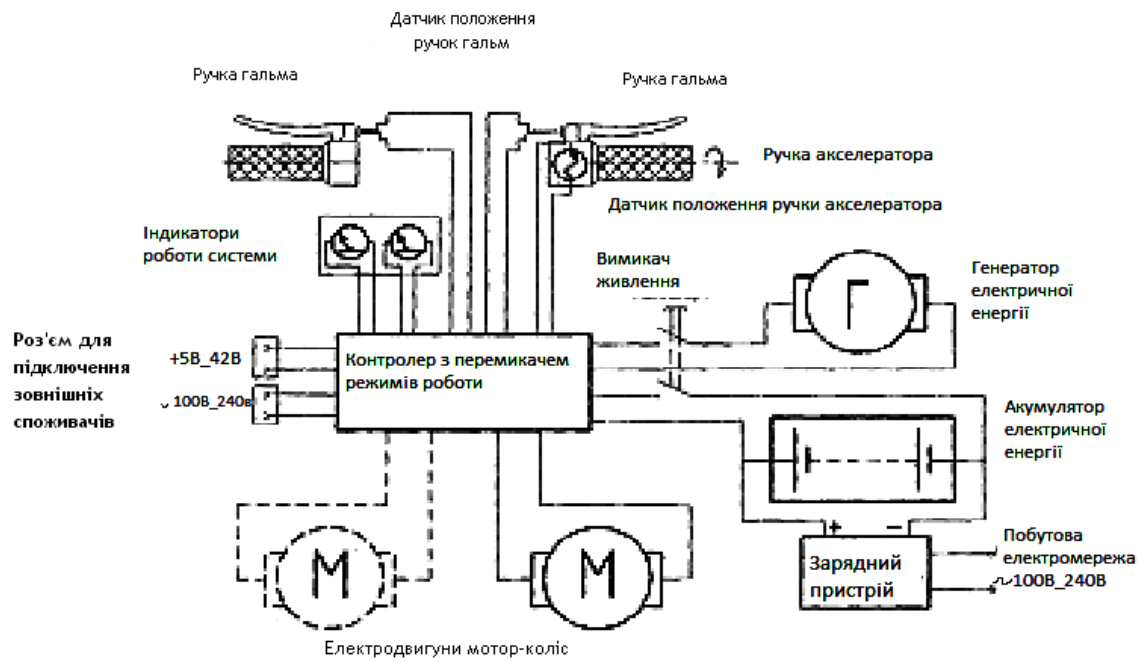 Датчик положення
ручок гальм
Ручка гальма
Ручка гальма
Ручка акселератора
Датчик положення ручки акселератора
Індикатори
роботи системи
Вимикач
живлення
Генератор
електричної
енергії
Г
Роз'єм для
підключення
зовнішніх
споживачів
+5В_42В
~ 100В_240в
Контролер з перемикачем
режимів роботи
Акумулятор
електричної
енергії
+ −
Зарядний
пристрій
Побутова
електромережа
~100В_240В
М
М
Електродвигуни мотор-коліс